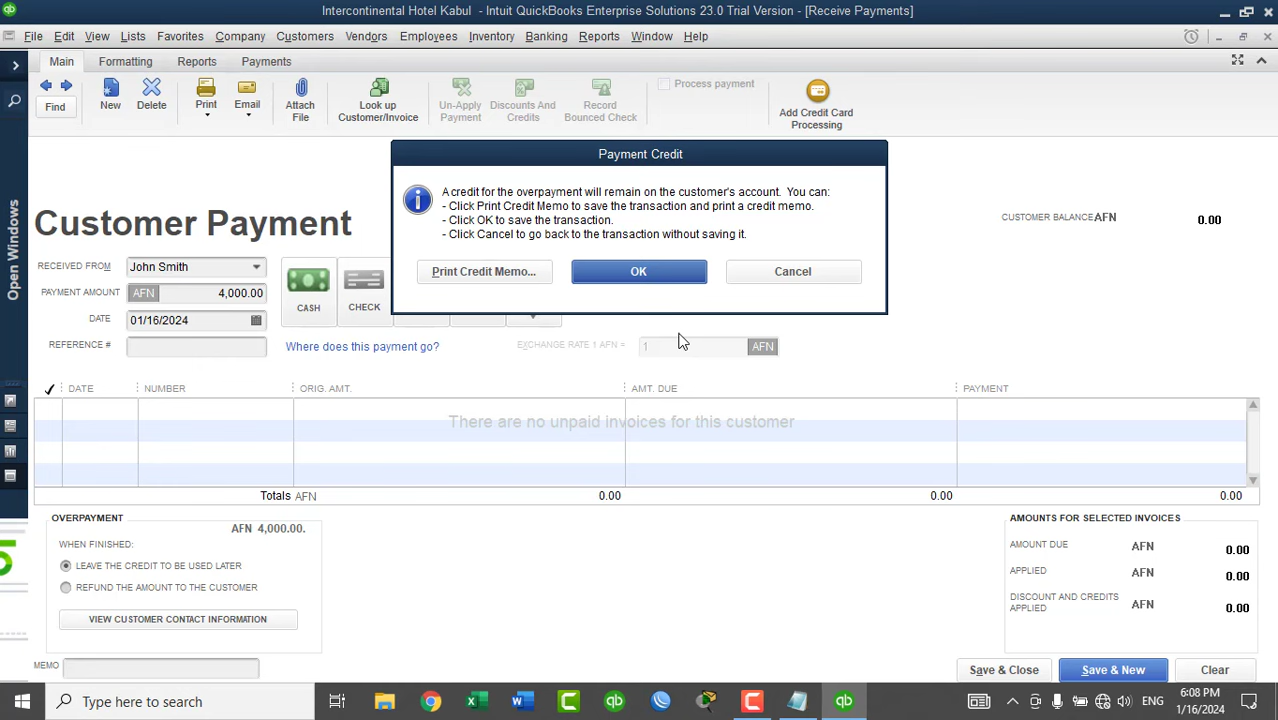 Intercontinental Hotel Kabul - Intuit QuickBooks Enterprise Solutions 23.0 Trial Version - [Receive Payments]
File Edit View Lists Favorites Company Customers Vendors Employees Inventory Banking Reports Window Help
Main Formatting Reports Payments
Find
New
Delete
Print
Email
Attach
File
Look up
Customer/Invoice
Un-Apply
Payment
Discounts And
Credits
Record
Bounced Check
Process payment
Add Credit Card
Processing
Open Windows
Payment Credit
A credit for the overpayment will remain on the customer's account. You can:
- Click Print Credit Memo to save the transaction and print a credit memo.
- Click OK to save the transaction.
- Click Cancel to go back to the transaction without saving it.
Print Credit Memo... OK Cancel
Customer Payment
CUSTOMER BALANCE AFN 0.00
RECEIVED FROM John Smith
PAYMENT AMOUNT AFN 4,000.00
DATE 01/16/2024
REFERENCE #
CASH
CHECK
Where does this payment go?
EXCHANGE RATE 1 AFN = 1 AFN
DATE NUMBER ORIG. AMT. AMT. DUE PAYMENT
There are no unpaid invoices for this customer
Totals AFN 0.00 0.00 0.00
OVERPAYMENT
AFN 4,000.00.
WHEN FINISHED:
LEAVE THE CREDIT TO BE USED LATER
REFUND THE AMOUNT TO THE CUSTOMER
VIEW CUSTOMER CONTACT INFORMATION
MEMO
AMOUNTS FOR SELECTED INVOICES
AMOUNT DUE AFN 0.00
APPLIED AFN 0.00
DISCOUNT AND CREDITS
APPLIED AFN 0.00
Save & Close Save & New Clear
Type here to search
ENG
6:08 PM
1/16/2024